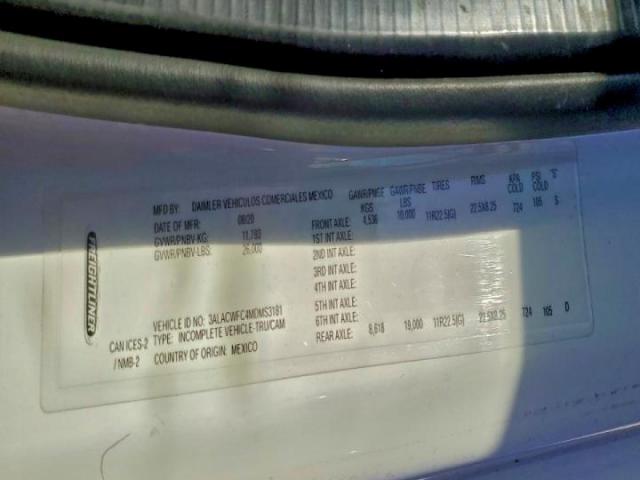 FREIGHTLINER
MFD BY: DAIMLER VEHICULOS COMERCIALES MEXICO
DATE OF MFR: 08/20
GVWR/PNBV-KG: 11,793
GVWR/PNBV-LBS: 26,000
GAWR/PNBE KGS GAWR/PNBE LBS TIRES RIMS KPA COLD PSI COLD "S"
FRONT AXLE: 4,536 10,000 11R22.5(G) 22.5X8.25 724 105 S
1ST INT AXLE:
2ND INT AXLE:
3RD INT AXLE:
4TH INT AXLE:
5TH INT AXLE:
6TH INT AXLE:
REAR AXLE: 8,618 19,000 11R22.5(G) 22.5X8.25 724 105 D
VEHICLE ID: 3ALACWFC4MDMS3181
CAN ICES-2 TYPE: INCOMPLETE VEHICLE-TRU/CAM
/ NMB-2 COUNTRY OF ORIGIN: MEXICO